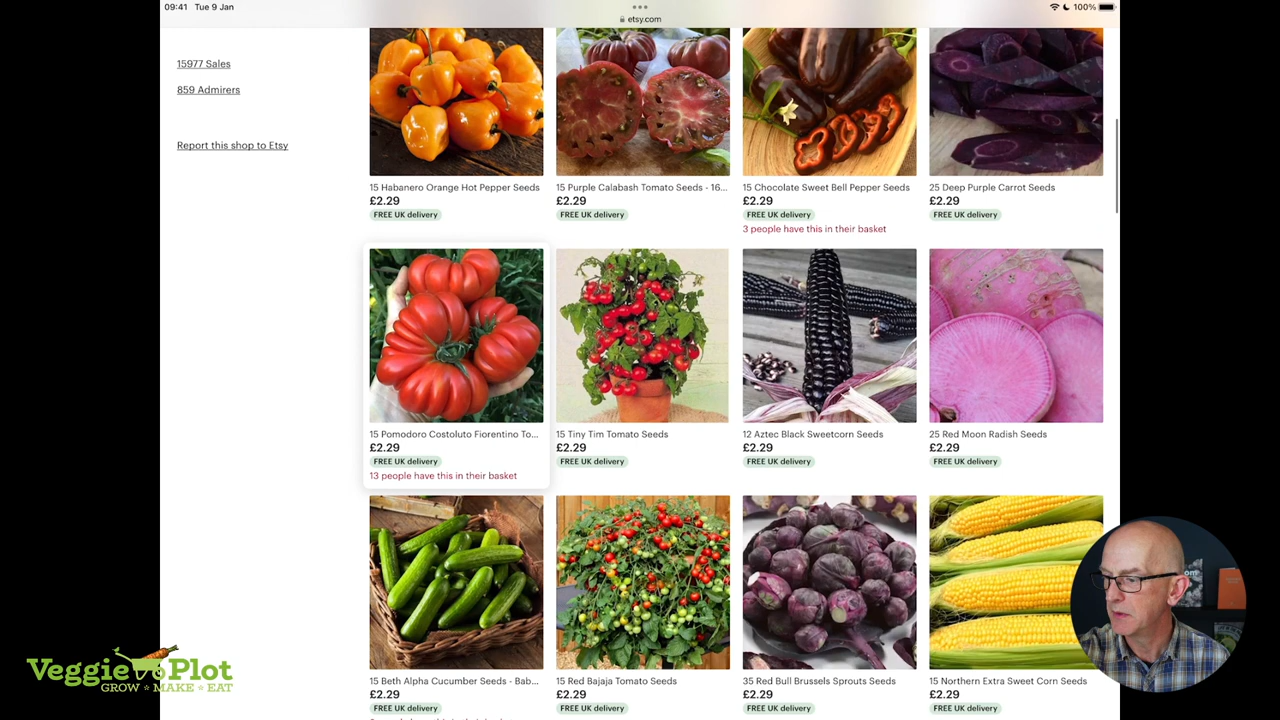 09:41 Tue 9 Jan
etsy.com
100%
15977 Sales
859 Admirers
Report this shop to Etsy
15 Habanero Orange Hot Pepper Seeds
£2.29
FREE UK delivery
15 Purple Calabash Tomato Seeds - 16...
£2.29
FREE UK delivery
15 Chocolate Sweet Bell Pepper Seeds
£2.29
FREE UK delivery
3 people have this in their basket
25 Deep Purple Carrot Seeds
£2.29
FREE UK delivery
15 Pomodoro Costoluto Fiorentino To...
£2.29
FREE UK delivery
13 people have this in their basket
15 Tiny Tim Tomato Seeds
£2.29
FREE UK delivery
12 Aztec Black Sweetcorn Seeds
£2.29
FREE UK delivery
25 Red Moon Radish Seeds
£2.29
FREE UK delivery
15 Beth Alpha Cucumber Seeds - Bab...
£2.29
FREE UK delivery
15 Red Bajaja Tomato Seeds
£2.29
FREE UK delivery
35 Red Bull Brussels Sprouts Seeds
£2.29
FREE UK delivery
15 Northern Extra Sweet Corn Seeds
£2.29
FREE UK delivery
Veggie Plot
GROW ★ MAKE ★ EAT